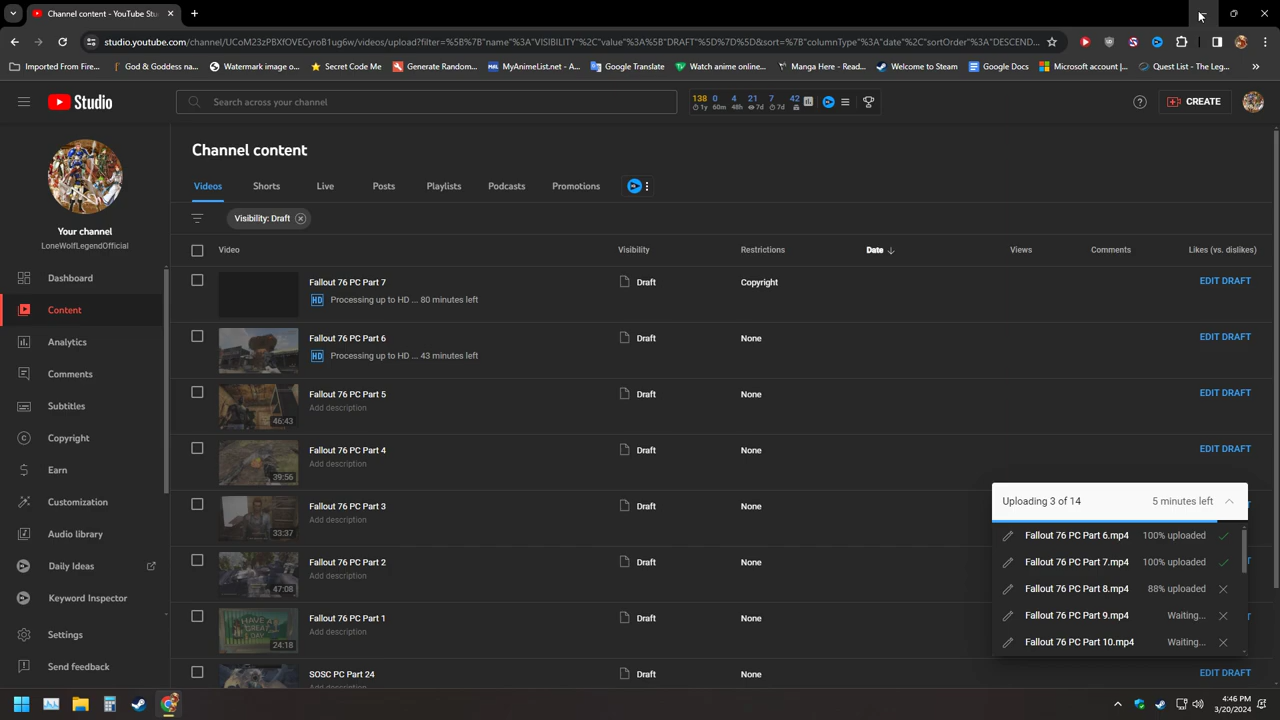 Channel content - YouTube Stu
studio.youtube.com/channel/UCoM23zPBXfOVECyroB1ug6w/videos/upload?filter=%5B%7B"name"%3A"VISIBILITY"%2C"value"%3A%5B"DRAFT"%5D%7D%5D&sort=%7B"columnType"%3A"date"%2C"sortOrder"%3A"DESCEND...
Imported From Fire...
God & Goddess na...
Watermark image o...
Secret Code Me
Generate Random...
MAL MyAnimeList.net - A...
Google Translate
Watch anime online...
Manga Here - Read...
Welcome to Steam
Google Docs
Microsoft account |...
Quest List - The Leg...
Studio
Search across your channel
138 0 4 21 7 42
1y 60m 48h 7d 7d
CREATE
Channel content
Videos Shorts Live Posts Playlists Podcasts Promotions
Your channel
LoneWolfLegendOfficial
Visibility: Draft
Video Visibility Restrictions Date Views Comments Likes (vs. dislikes)
Dashboard
Content
Analytics
Comments
Subtitles
Copyright
Earn
Customization
Audio library
Daily Ideas
Keyword Inspector
Settings
Send feedback
Fallout 76 PC Part 7 Draft Copyright EDIT DRAFT
HD Processing up to HD ... 80 minutes left
Fallout 76 PC Part 6 Draft None EDIT DRAFT
HD Processing up to HD ... 43 minutes left
Fallout 76 PC Part 5 Draft None EDIT DRAFT
Add description
46:43
Fallout 76 PC Part 4 Draft None EDIT DRAFT
Add description
39:56
Fallout 76 PC Part 3 Draft None
Add description
33:37
Fallout 76 PC Part 2 Draft None
Add description
47:08
Fallout 76 PC Part 1 Draft None
Add description
HAVE A GREAT DAY
24:18
SOSC PC Part 24 Draft None EDIT DRAFT
Uploading 3 of 14 5 minutes left
Fallout 76 PC Part 6.mp4 100% uploaded
Fallout 76 PC Part 7.mp4 100% uploaded
Fallout 76 PC Part 8.mp4 88% uploaded
Fallout 76 PC Part 9.mp4 Waiting...
Fallout 76 PC Part 10.mp4 Waiting...
4:46 PM
3/20/2024